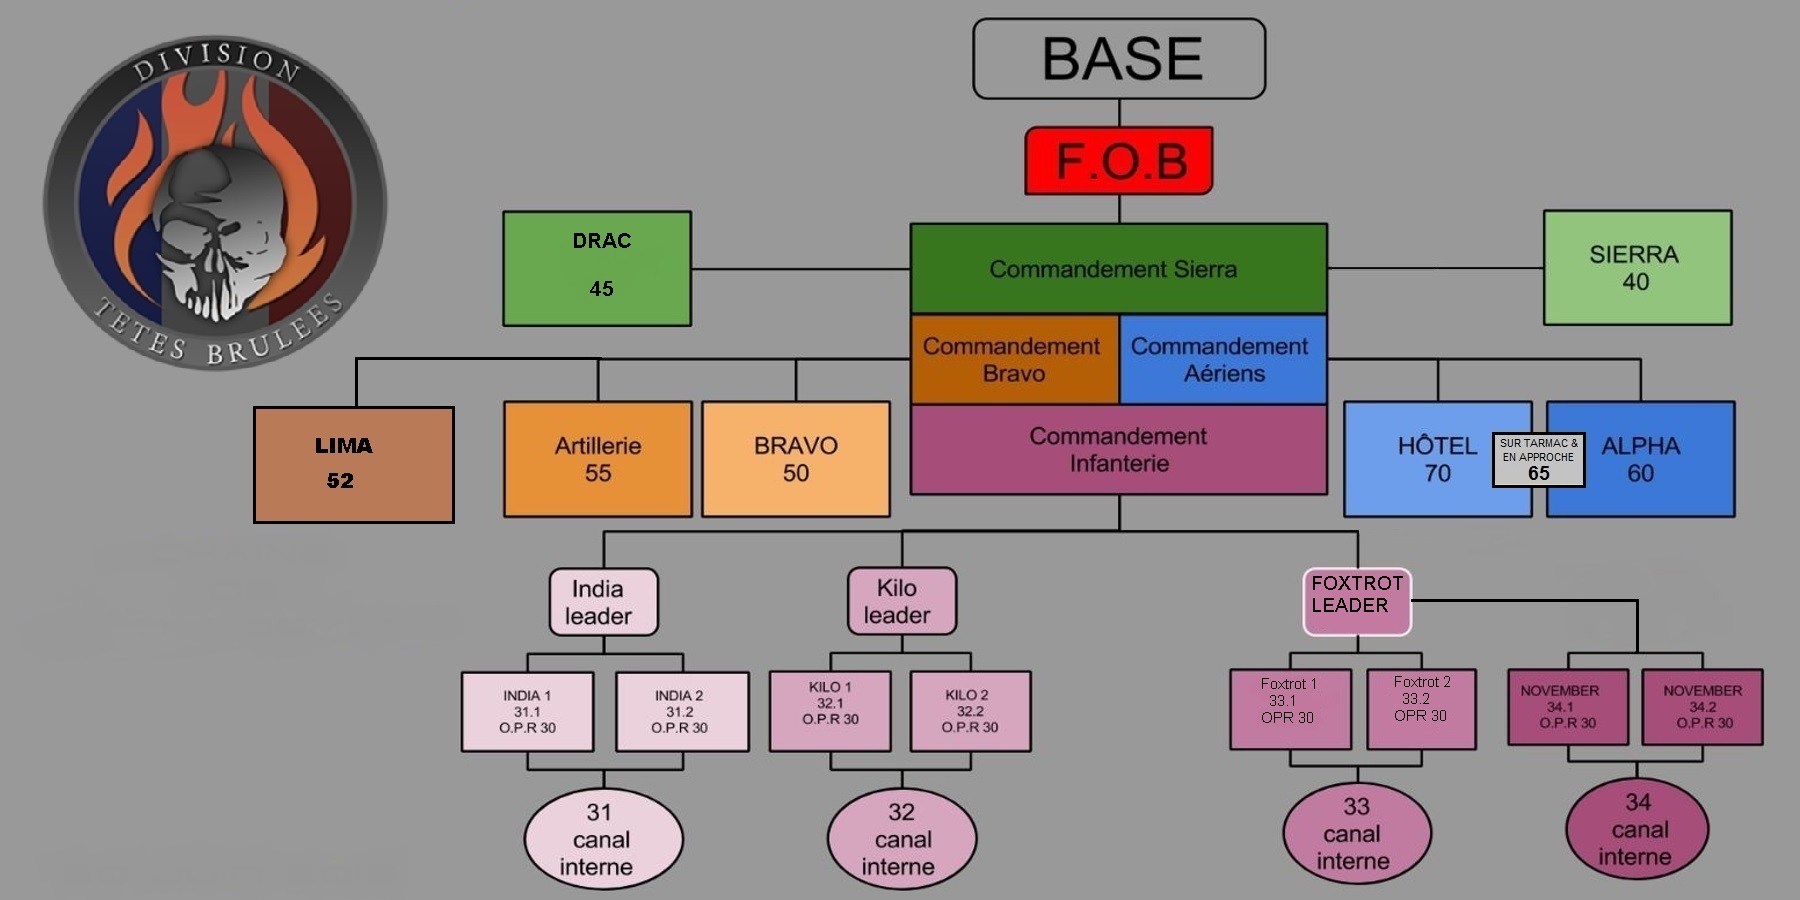 DIVISION
TETES BRULEES
BASE
F.O.B
DRAC
45
Commandement Sierra
SIERRA
40
Commandement
Bravo
Commandement
Aériens
LIMA
52
Artillerie
55
BRAVO
50
Commandement
Infanterie
HÔTEL
70
SUR TARMAC &
EN APPROCHE
65
ALPHA
60
India
leader
Kilo
leader
FOXTROT
LEADER
INDIA 1
31.1
O.P.R 30
INDIA 2
31.2
O.P.R 30
KILO 1
32.1
O.P.R 30
KILO 2
32.2
O.P.R 30
Foxtrot 1
33.1
OPR 30
Foxtrot 2
33.2
OPR 30
NOVEMBER
34.1
O.P.R 30
NOVEMBER
34.2
O.P.R 30
31
canal
interne
32
canal
interne
33
canal
interne
34
canal
interne